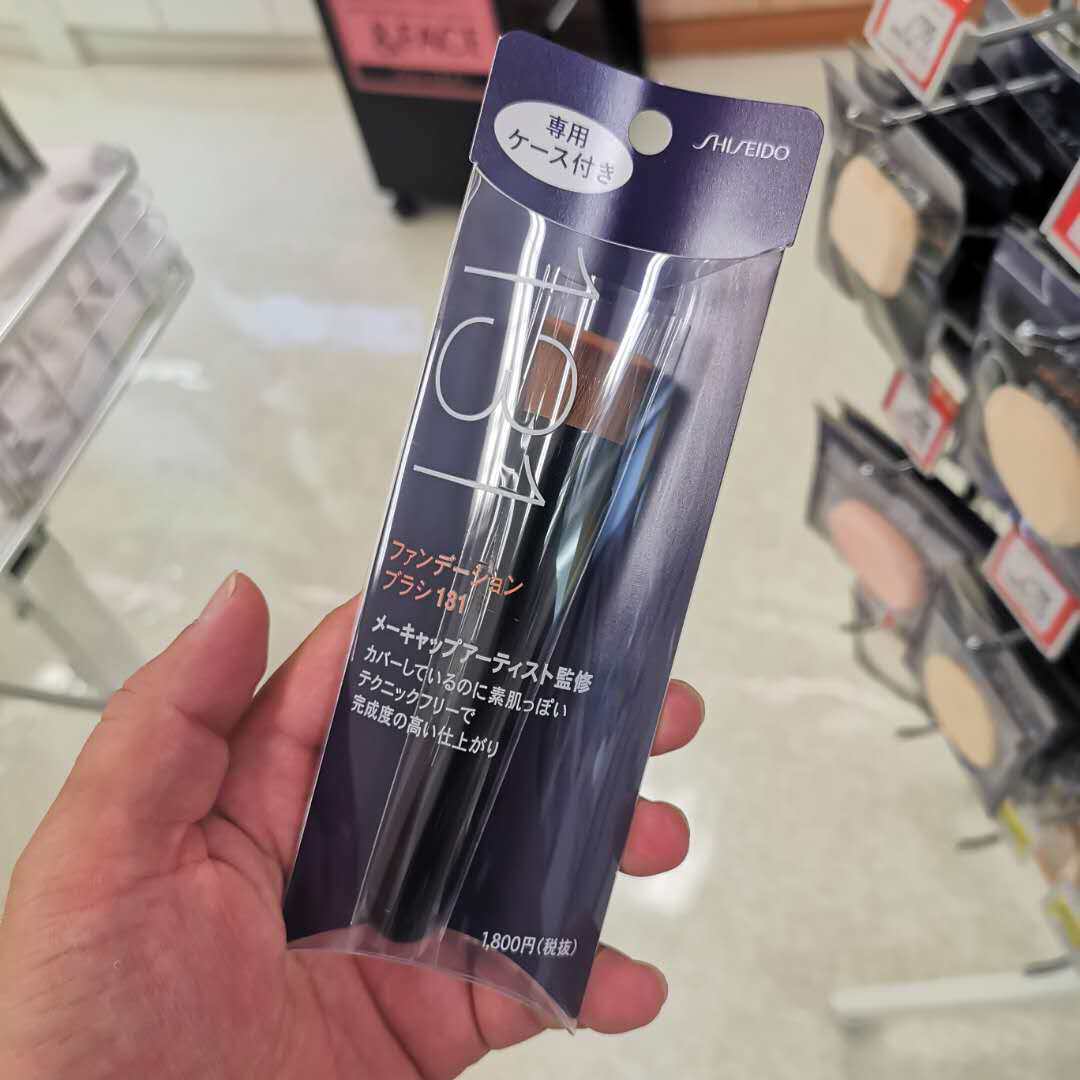 専用
ケース付き
SHISEIDO
131
ファンデーション
ブラシ 131
メーキャップアーティスト監修
カバーしているのに素肌っぽい
テクニックフリーで
完成度の高い仕上がり
1,800円(税抜)